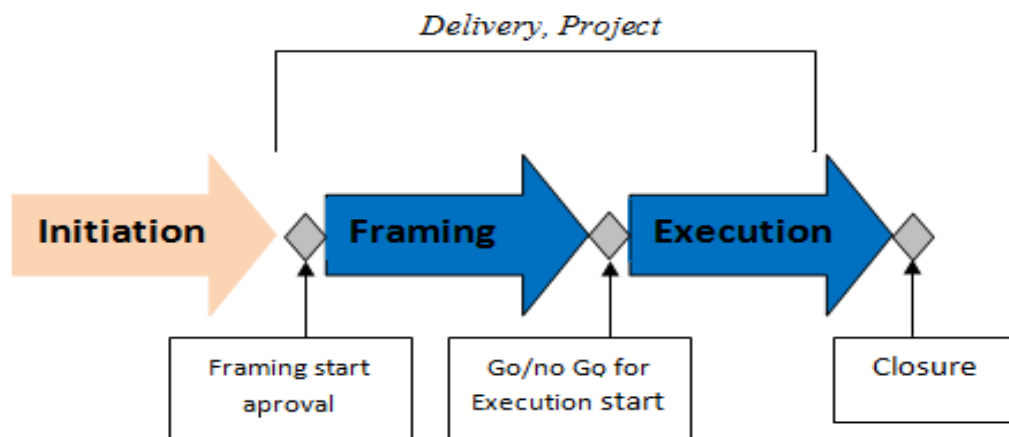 Delivery, Project
Initiation
Framing
Execution
Framing start
aproval
Go/no Go for
Execution start
Closure